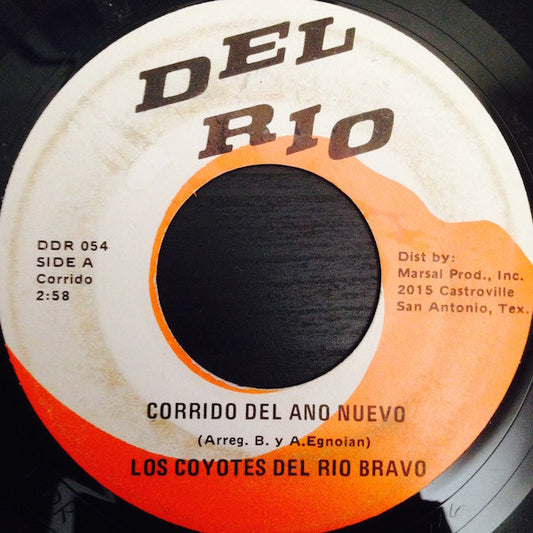 DEL
RIO
DDR 054
SIDE A
Corrido
2:58
Dist by:
Marsal Prod., Inc.
2015 Castroville
San Antonio, Tex.
CORRIDO DEL ANO NUEVO
(Arreg. B. y A.Egnoian)
LOS COYOTES DEL RIO BRAVO